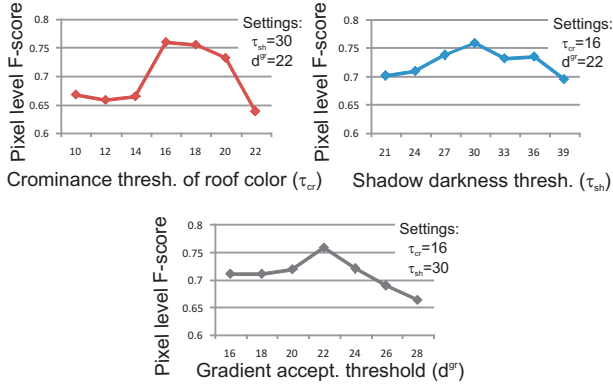 Pixel level F-score
0.8
0.75
0.7
0.65
0.6
10 12 14 16 18 20 22
Settings:
τsh=30
dgr=22
Crominance thresh. of roof color (τcr)
Pixel level F-score
0.8
0.75
0.7
0.65
0.6
21 24 27 30 33 36 39
Settings:
τcr=16
dgr=22
Shadow darkness thresh. (τsh)
Pixel level F-score
0.8
0.75
0.7
0.65
0.6
16 18 20 22 24 26 28
Settings:
τcr=16
τsh=30
Gradient accept. threshold (dgr)